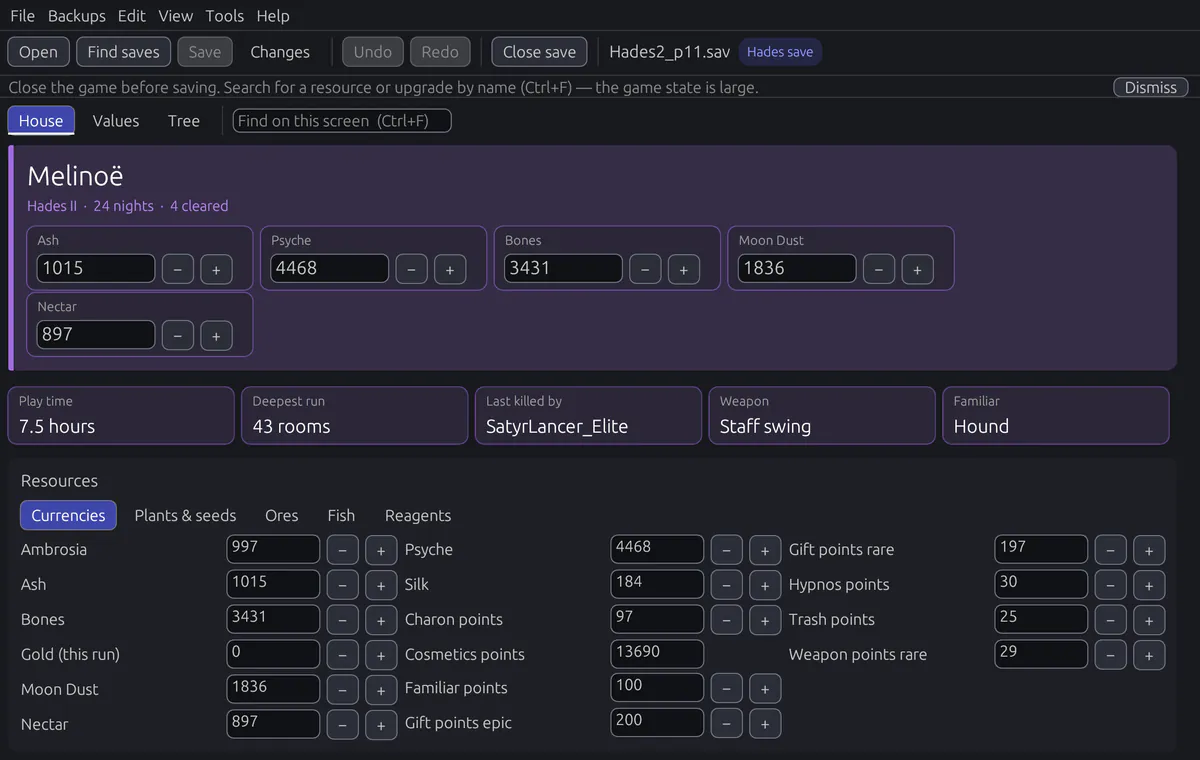 File Backups Edit View Tools Help
Open Find saves Save Changes Undo Redo Close save Hades2_p11.sav Hades save
Close the game before saving. Search for a resource or upgrade by name (Ctrl+F) — the game state is large. Dismiss
House Values Tree Find on this screen (Ctrl+F)
Melinoë
Hades II · 24 nights · 4 cleared
Ash Psyche Bones Moon Dust
1015 − + 4468 − + 3431 − + 1836 − +
Nectar
897 − +
Play time Deepest run Last killed by Weapon Familiar
7.5 hours 43 rooms SatyrLancer_Elite Staff swing Hound
Resources
Currencies Plants & seeds Ores Fish Reagents
Ambrosia 997 − + Psyche 4468 − + Gift points rare 197 − +
Ash 1015 − + Silk 184 − + Hypnos points 30 − +
Bones 3431 − + Charon points 97 − + Trash points 25 − +
Gold (this run) 0 − + Cosmetics points 13690 Weapon points rare 29 − +
Moon Dust 1836 − + Familiar points 100 − +
Nectar 897 − + Gift points epic 200 − +